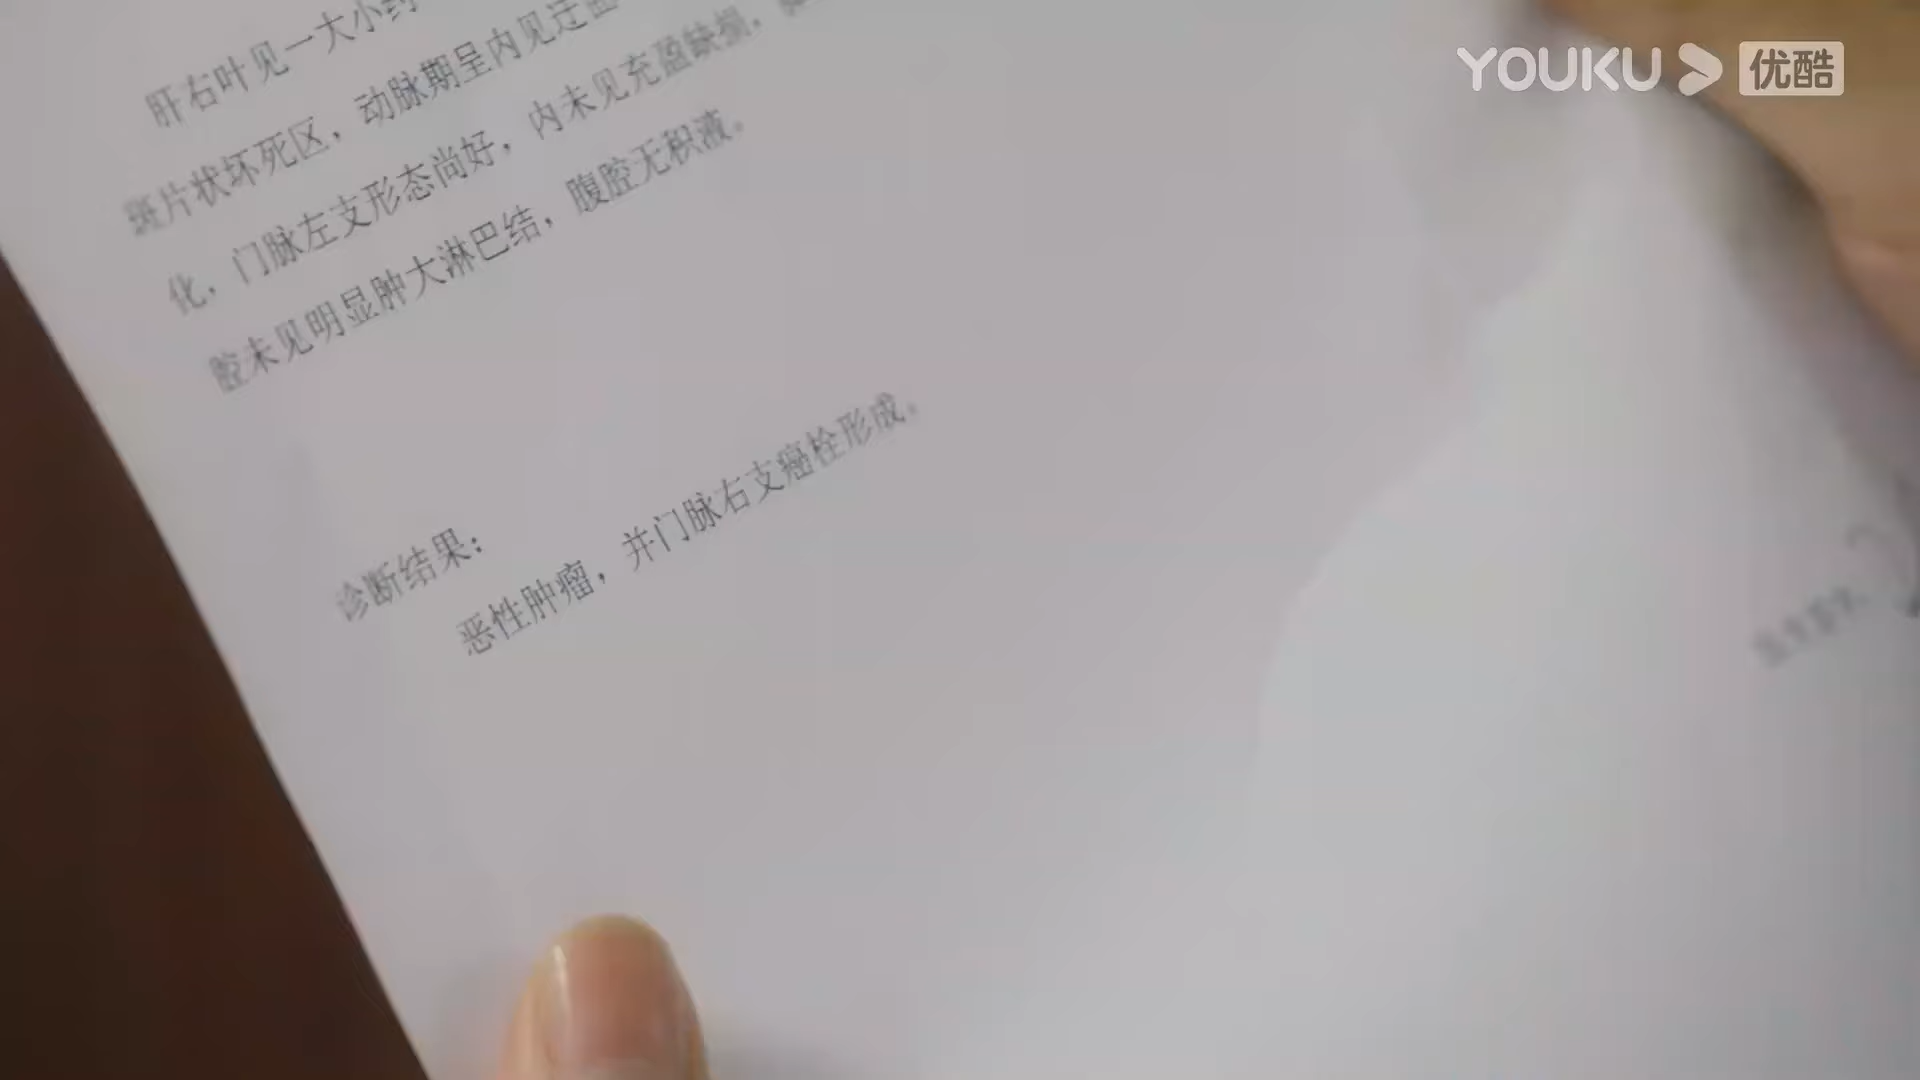 YOUKU 优酷
肝右叶见一大小约
斑片状坏死区，动脉期呈内见迂
化，门脉左支形态尚好，内未见充盈缺损，
腔未见明显肿大淋巴结，腹腔无积液。
诊断结果：
恶性肿瘤，并门脉右支癌栓形成。